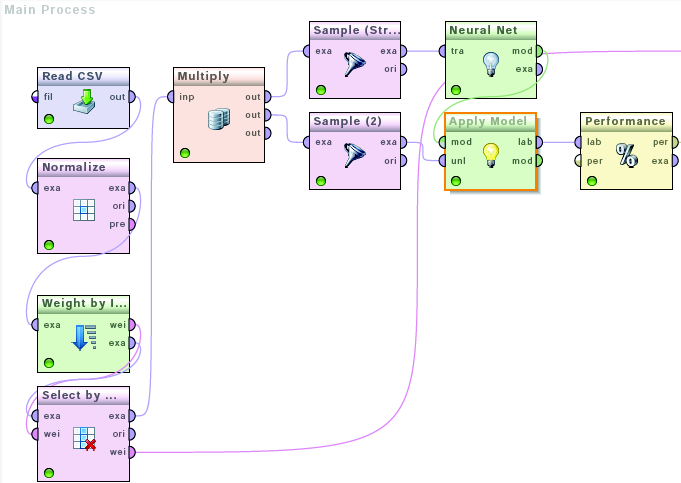 Main Process
Read CSV
fil out
Normalize
exa exa
ori
pre
Weight by I...
exa wei
exa
Select by ...
exa exa
wei ori
wei
Multiply
inp out
out
out
Sample (Str...
exa exa
ori
Sample (2)
exa exa
ori
Neural Net
tra mod
exa
Apply Model
mod lab
unl mod
Performance
lab per
per exa